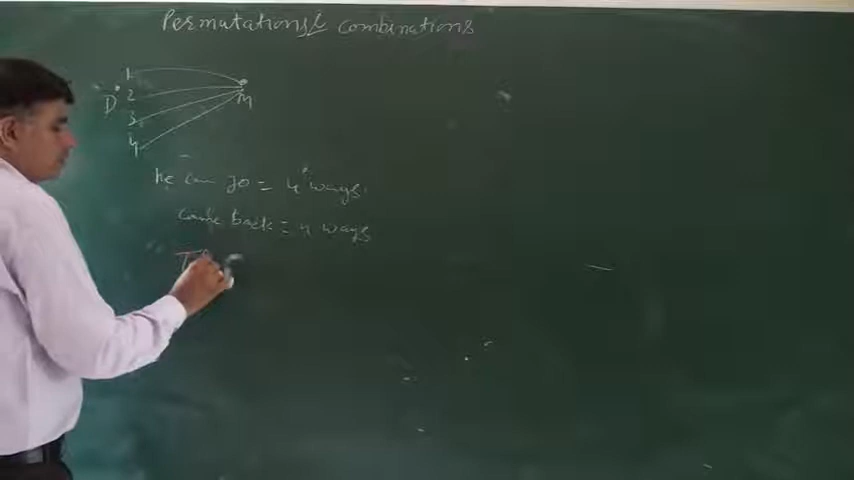 Permutations & Combinations
1
D 2 M
3
4
he can go = 4 ways
come back = 4 ways
T